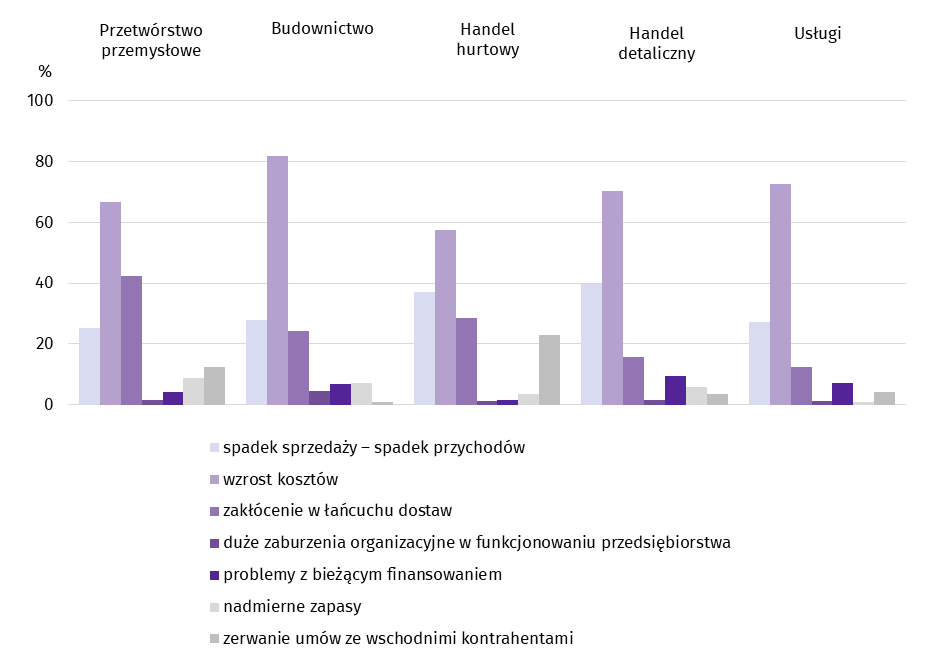 Przetwórstwo
przemysłowe
Budownictwo
Handel
hurtowy
Handel
detaliczny
Usługi
%
100
80
60
40
20
0
spadek sprzedaży – spadek przychodów
wzrost kosztów
zakłócenie w łańcuchu dostaw
duże zaburzenia organizacyjne w funkcjonowaniu przedsiębiorstwa
problemy z bieżącym finansowaniem
nadmierne zapasy
zerwanie umów ze wschodnimi kontrahentami